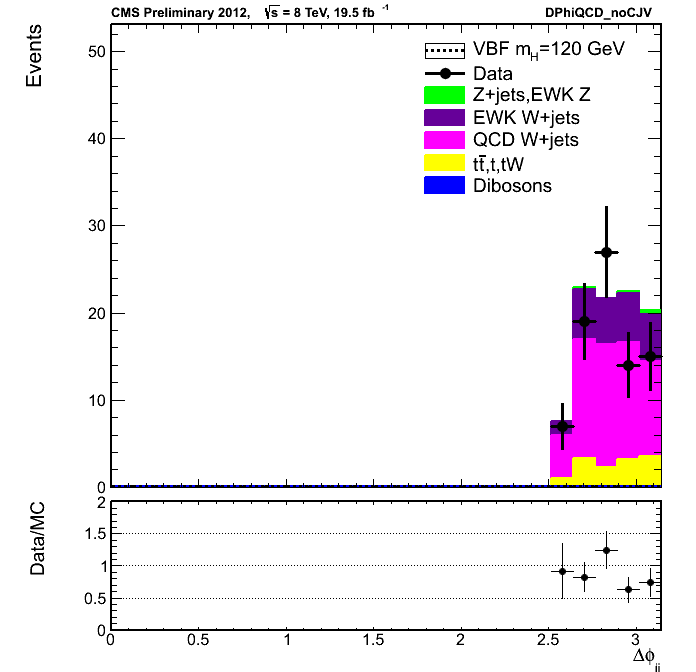 CMS Preliminary 2012, √s = 8 TeV, 19.5 fb⁻¹ DPhiQCD_noCJV
Events
50
40
30
20
10
0
VBF m_H=120 GeV
Data
Z+jets,EWK Z
EWK W+jets
QCD W+jets
tt̄,t,tW
Dibosons
Data/MC
2
1.5
1
0.5
0
0 0.5 1 1.5 2 2.5 3
Δϕ_jj